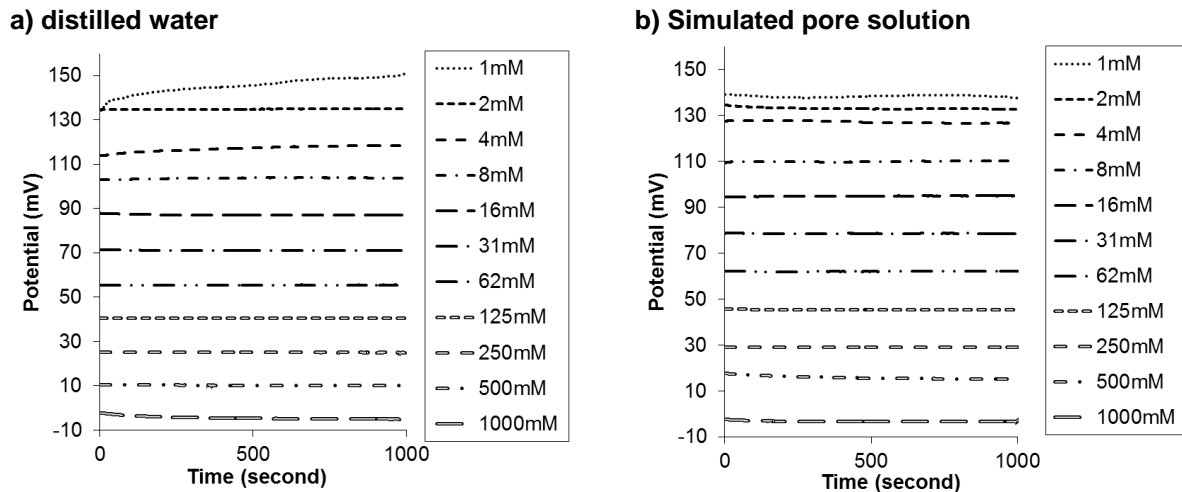 a) distilled water
150
130
110
90
70
50
30
10
-10
Potential (mV)
0
500
1000
Time (second)
1mM
2mM
4mM
8mM
16mM
31mM
62mM
125mM
250mM
500mM
1000mM
b) Simulated pore solution
150
130
110
90
70
50
30
10
-10
Potential (mV)
0
500
1000
Time (second)
1mM
2mM
4mM
8mM
16mM
31mM
62mM
125mM
250mM
500mM
1000mM